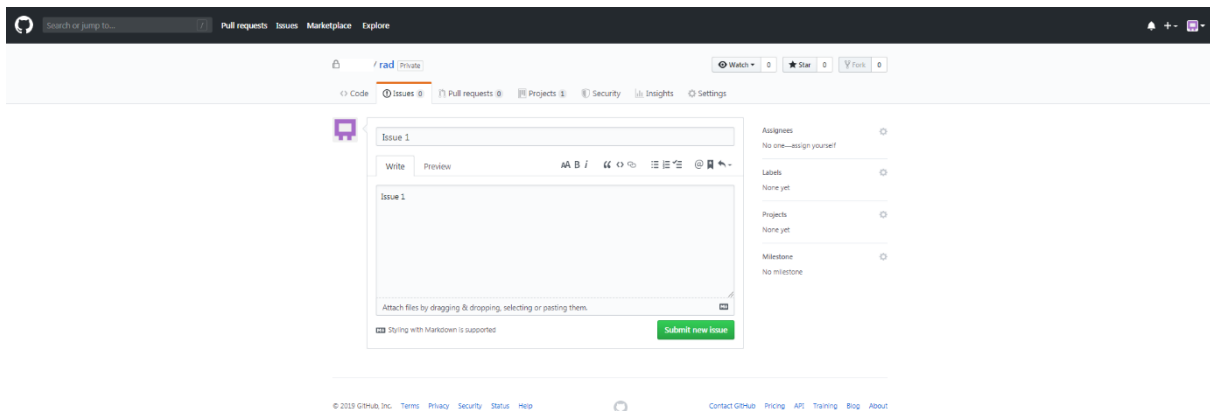 Search or jump to... / Pull requests Issues Marketplace Explore
/ rad Private Watch 0 Star 0 Fork 0
Code Issues 0 Pull requests 0 Projects 1 Security Insights Settings
Issue 1
Write Preview AA B i
Issue 1
Attach files by dragging & dropping, selecting or pasting them.
Styling with Markdown is supported Submit new issue
Assignees
No one—assign yourself
Labels
None yet
Projects
None yet
Milestone
No milestone
© 2019 GitHub, Inc. Terms Privacy Security Status Help Contact GitHub Pricing API Training Blog About